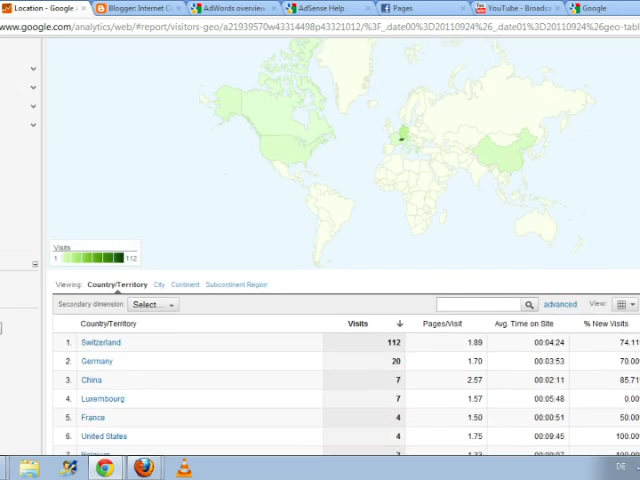 Location - Google A
Blogger: Internet C
AdWords overview
AdSense Help
Pages
YouTube - Broadc
Google
www.google.com/analytics/web/#report/visitors-geo/a21939570w43314498p43321012/%3F_.date00%3D20110924%26_.date01%3D20110924%26geo-tabl
Visits
1 112
Viewing: Country/Territory City Continent Subcontinent Region
Secondary dimension: Select... advanced View:
Country/Territory Visits Pages/Visit Avg. Time on Site % New Visits
1. Switzerland 112 1.89 00:04:24 74.11
2. Germany 20 1.70 00:03:53 70.00
3. China 7 2.57 00:02:11 85.71
4. Luxembourg 7 1.57 00:05:48 0.00
5. France 4 1.50 00:00:51 50.00
6. United States 4 1.75 00:09:45 100.00
DE